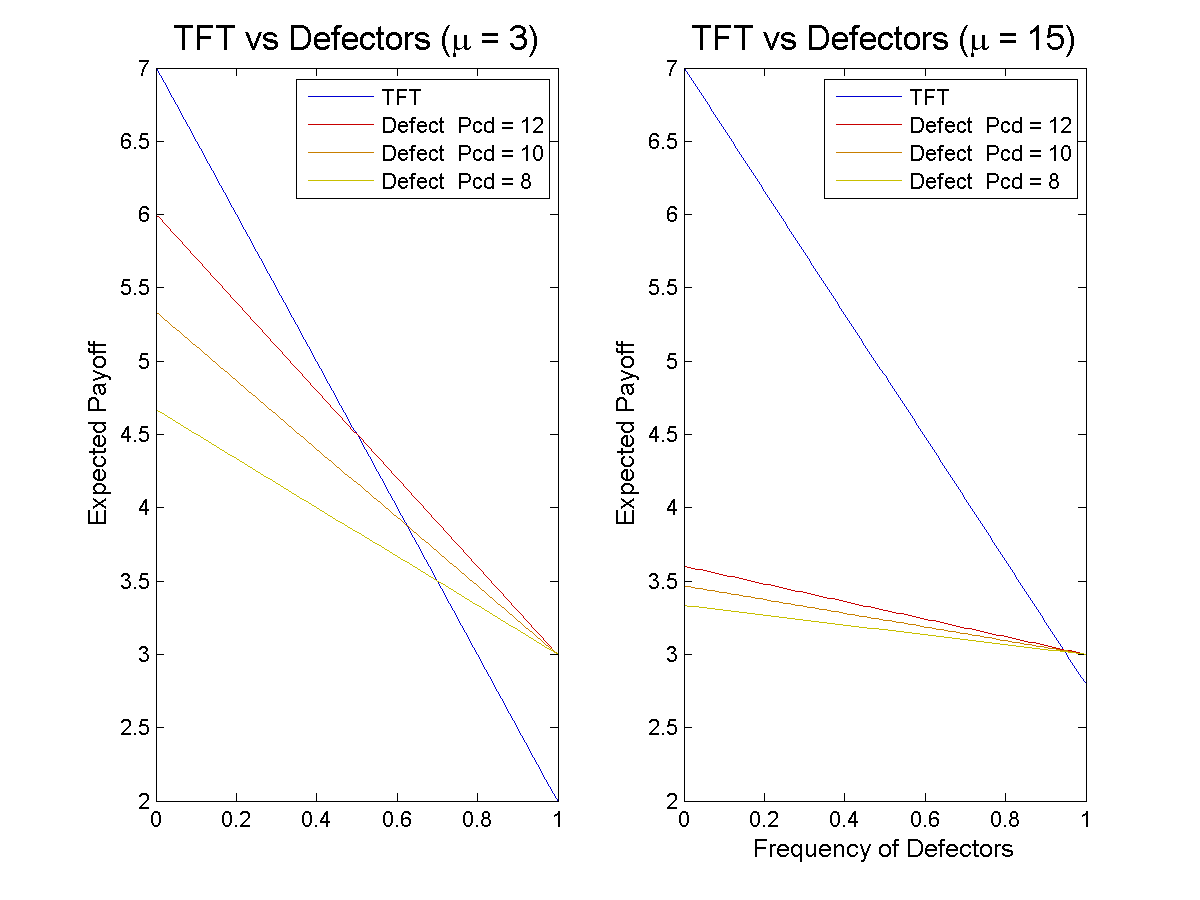 TFT vs Defectors (μ = 3)
7
6.5
6
5.5
5
4.5
4
3.5
3
2.5
2
Expected Payoff
TFT
Defect Pcd = 12
Defect Pcd = 10
Defect Pcd = 8
0 0.2 0.4 0.6 0.8 1
TFT vs Defectors (μ = 15)
7
6.5
6
5.5
5
4.5
4
3.5
3
2.5
2
Expected Payoff
TFT
Defect Pcd = 12
Defect Pcd = 10
Defect Pcd = 8
0 0.2 0.4 0.6 0.8 1
Frequency of Defectors